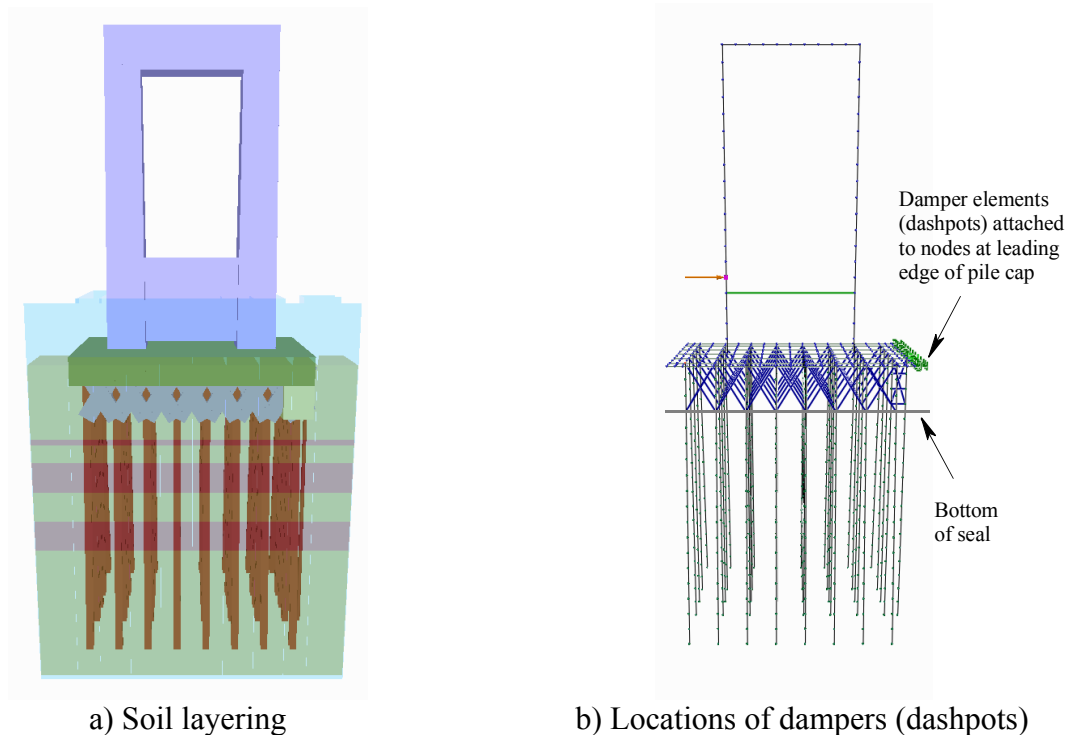 Damper elements
(dashpots) attached
to nodes at leading
edge of pile cap
Bottom
of seal
a) Soil layering
b) Locations of dampers (dashpots)